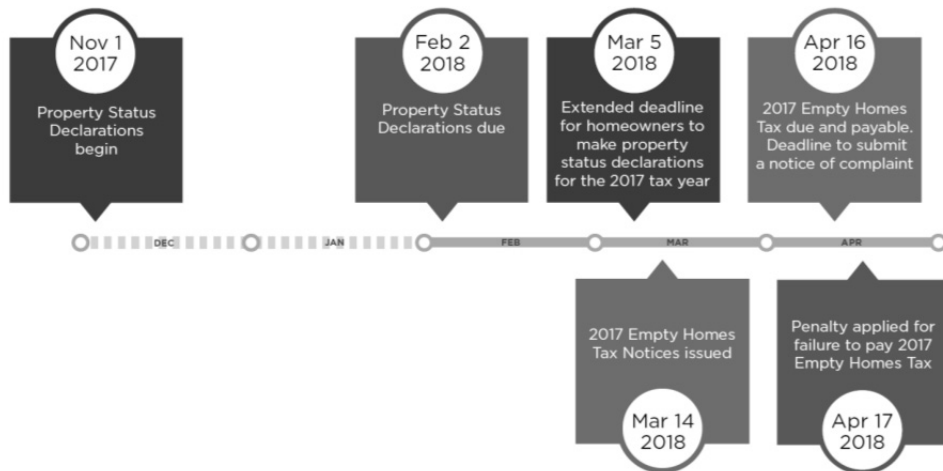 Nov 1
2017
Property Status
Declarations
begin
Feb 2
2018
Property Status
Declarations due
Mar 5
2018
Extended deadline
for homeowners to
make property
status declarations
for the 2017 tax year
Apr 16
2018
2017 Empty Homes
Tax due and payable.
Deadline to submit
a notice of complaint
DEC
JAN
FEB
MAR
APR
2017 Empty Homes
Tax Notices issued
Mar 14
2018
Penalty applied for
failure to pay 2017
Empty Homes Tax
Apr 17
2018